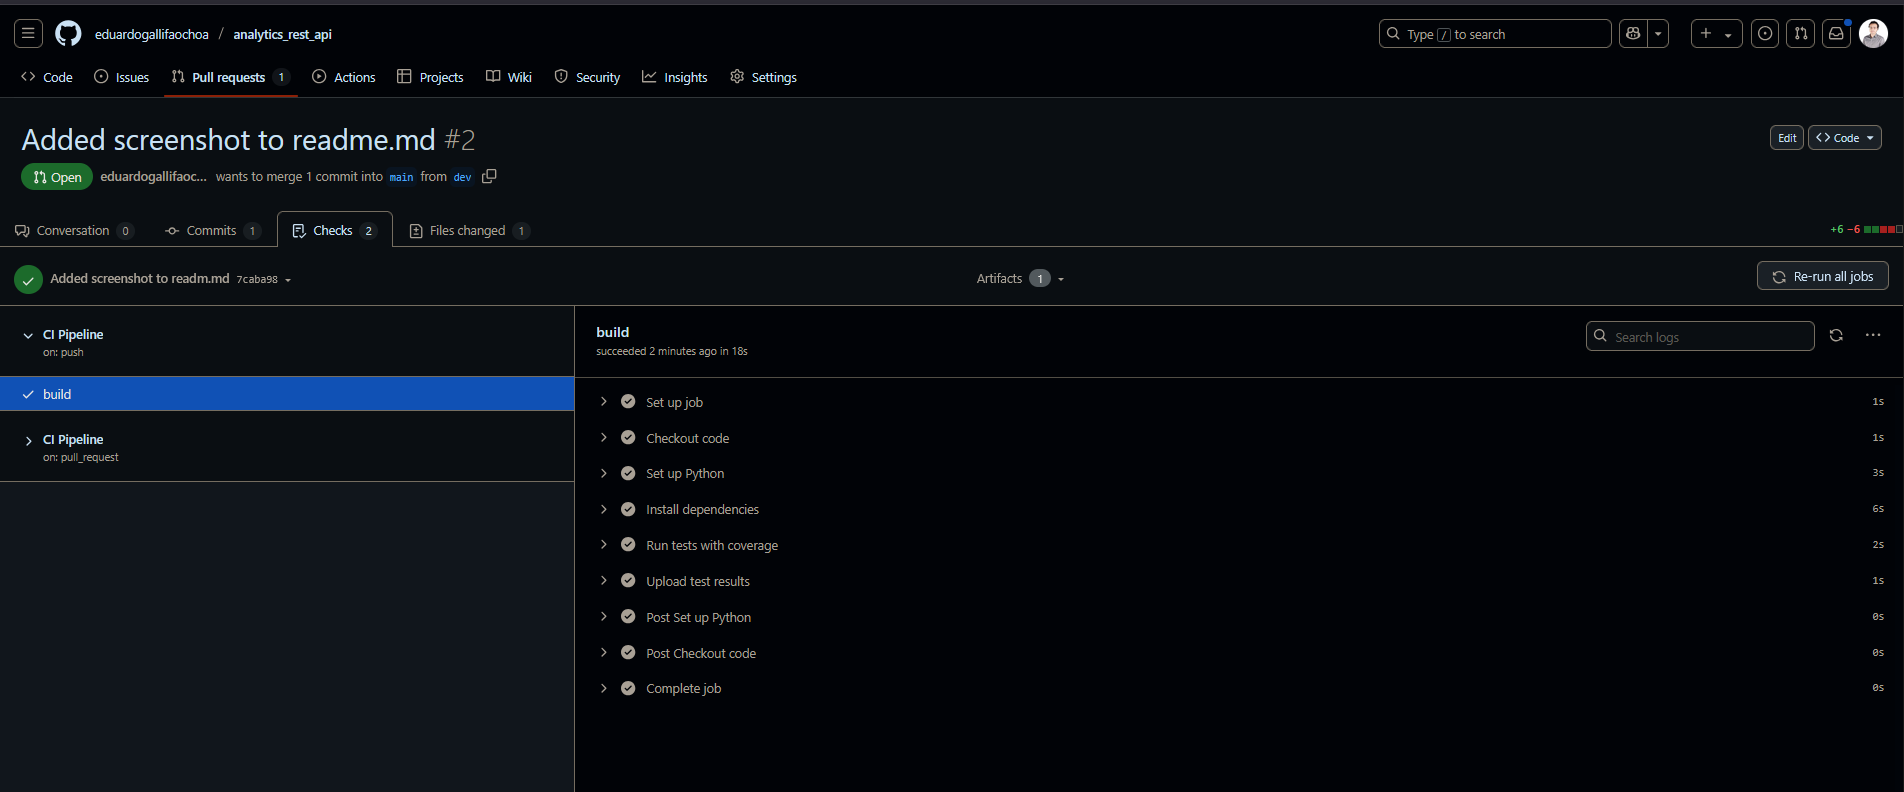 eduardogallifaochoa / analytics_rest_api
Type / to search
Code Issues Pull requests 1 Actions Projects Wiki Security Insights Settings
Added screenshot to readme.md #2
Edit
Code
Open eduardogallifaoc... wants to merge 1 commit into main from dev
Conversation 0 Commits 1 Checks 2 Files changed 1
+6 −6
Added screenshot to readm.md 7caba98
Artifacts 1
Re-run all jobs
CI Pipeline
on: push
build
CI Pipeline
on: pull_request
build
succeeded 2 minutes ago in 18s
Search logs
Set up job 1s
Checkout code 1s
Set up Python 3s
Install dependencies 6s
Run tests with coverage 2s
Upload test results 1s
Post Set up Python 0s
Post Checkout code 0s
Complete job 0s